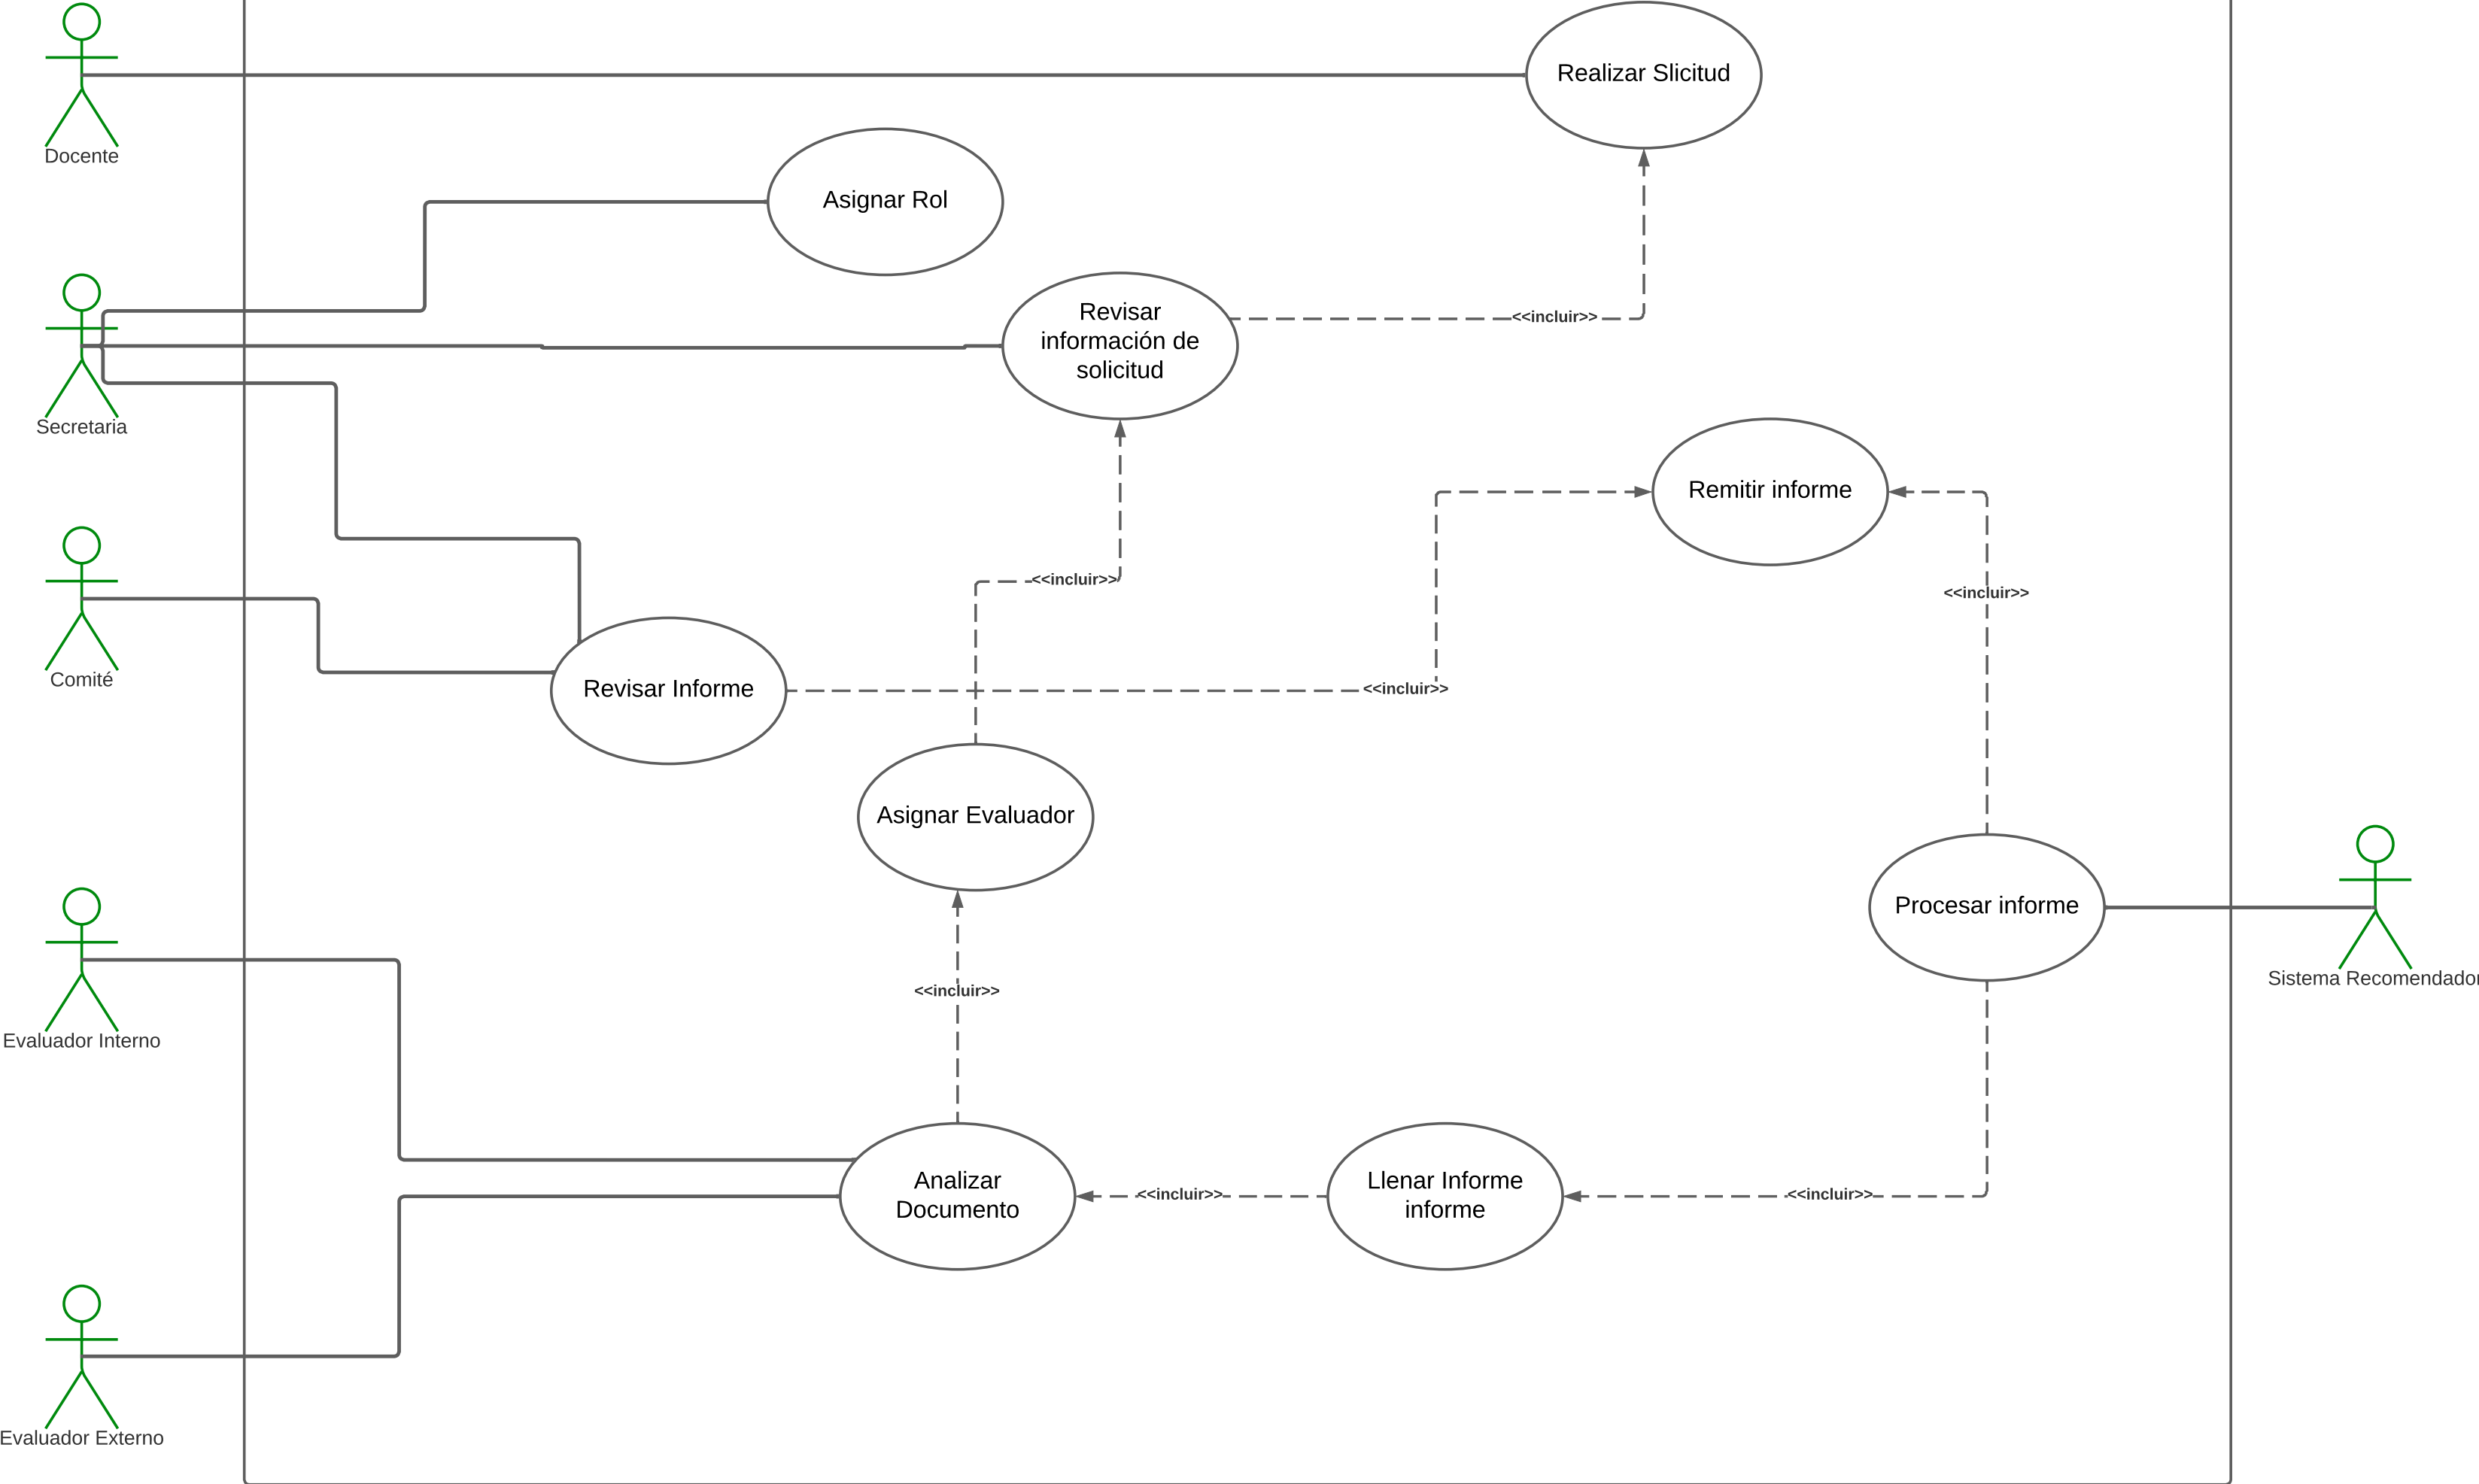 Realizar Slicitud
Docente
Asignar Rol
Revisar
información de
solicitud
<<incluir>>
Secretaria
Remitir informe
<<incluir>>
<<incluir>>
Comité
Revisar Informe
<<incluir>>
Asignar Evaluador
Procesar informe
Sistema Recomendador
<<incluir>>
Evaluador Interno
Analizar
Documento
<<incluir>>
Llenar Informe
informe
<<incluir>>
Evaluador Externo